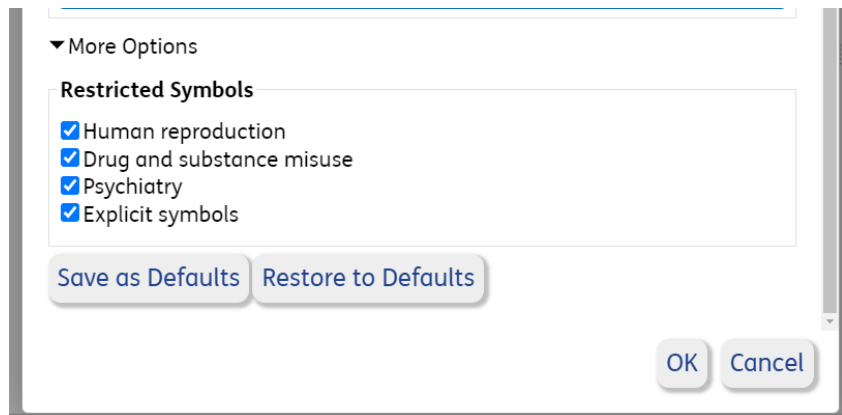 More Options
Restricted Symbols
Human reproduction
Drug and substance misuse
Psychiatry
Explicit symbols
Save as Defaults Restore to Defaults
OK Cancel